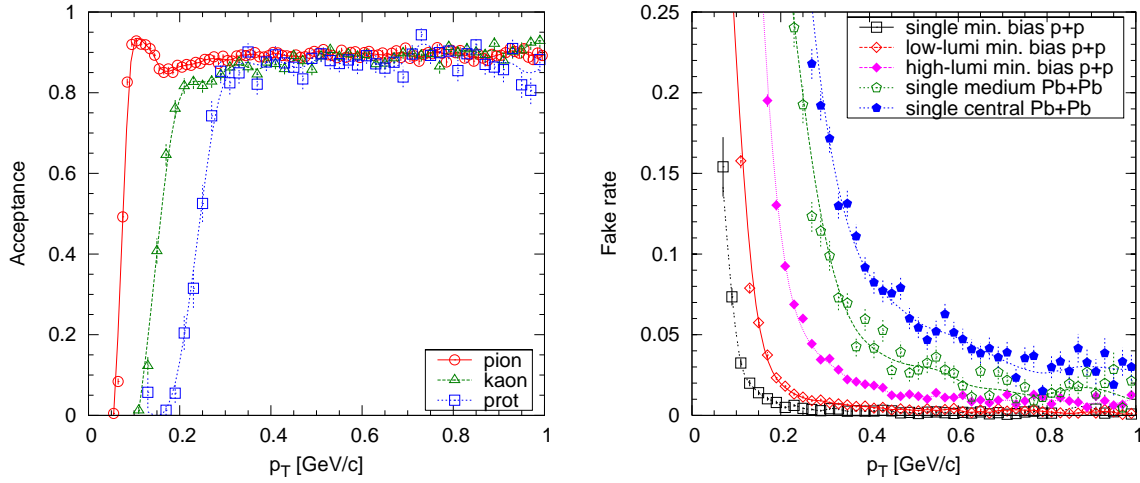 Acceptance
1
0.8
0.6
0.4
0.2
0
0 0.2 0.4 0.6 0.8 1
p_T [GeV/c]
pion
kaon
prot
Fake rate
0.25
0.2
0.15
0.1
0.05
0
0 0.2 0.4 0.6 0.8 1
p_T [GeV/c]
single min. bias p+p
low-lumi min. bias p+p
high-lumi min. bias p+p
single medium Pb+Pb
single central Pb+Pb